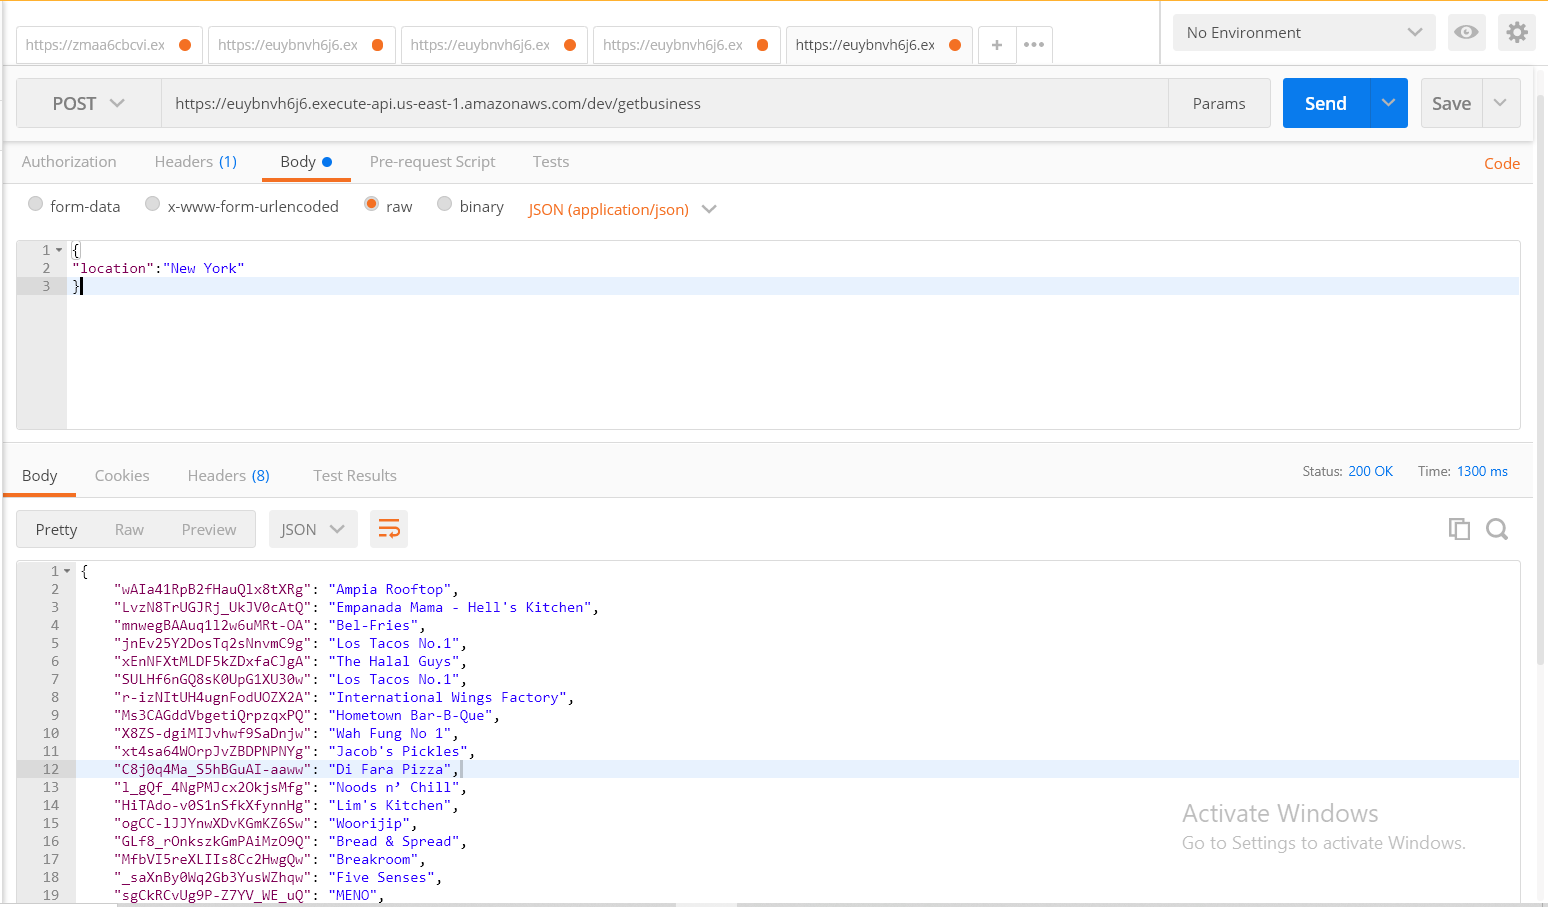 https://zmaa6cbcvi.ex https://euybnvh6j6.ex https://euybnvh6j6.ex https://euybnvh6j6.ex https://euybnvh6j6.ex + ••• No Environment
POST https://euybnvh6j6.execute-api.us-east-1.amazonaws.com/dev/getbusiness Params Send Save
Authorization Headers (1) Body Pre-request Script Tests Code
form-data x-www-form-urlencoded raw binary JSON (application/json)
1 {
2 "location":"New York"
3 }
Body Cookies Headers (8) Test Results Status: 200 OK Time: 1300 ms
Pretty Raw Preview JSON
1 {
2 "wAIa41RpB2fHauQlx8tXRg": "Ampia Rooftop",
3 "LvzN8TrUGJRj_UkJV0cAtQ": "Empanada Mama - Hell's Kitchen",
4 "mnwegBAAuq1l2w6uMRt-OA": "Bel-Fries",
5 "jnEv25Y2DosTq2sNnvmC9g": "Los Tacos No.1",
6 "xEnNFXtMLDF5kZDxfaCJgA": "The Halal Guys",
7 "SULHf6nGQ8sK0UpG1XU30w": "Los Tacos No.1",
8 "r-izNItUH4ugnFodUOZX2A": "International Wings Factory",
9 "Ms3CAGddVbgetiQrpzqxPQ": "Hometown Bar-B-Que",
10 "X8ZS-dgiMIJvhwf9SaDnjw": "Wah Fung No 1",
11 "xt4sa64WOrpJvZBDPNPNYg": "Jacob's Pickles",
12 "C8j0q4Ma_S5hBGuAI-aaww": "Di Fara Pizza",
13 "l_gQf_4NgPMJcx2OkjsMfg": "Noods n’ Chill",
14 "HiTAdo-v0S1nSfkXfynnHg": "Lim's Kitchen",
15 "ogCC-lJJYnwXDvKGmKZ6Sw": "Woorijip",
16 "GLf8_rOnkszkGmPAiMzO9Q": "Bread & Spread",
17 "MfbVI5reXLIIs8Cc2HwgQw": "Breakroom",
18 "_saXnBy0Wq2Gb3YusWZhqw": "Five Senses",
19 "sgCkRCvUg9P-Z7YV_WE_uQ": "MENO",
Activate Windows
Go to Settings to activate Windows.